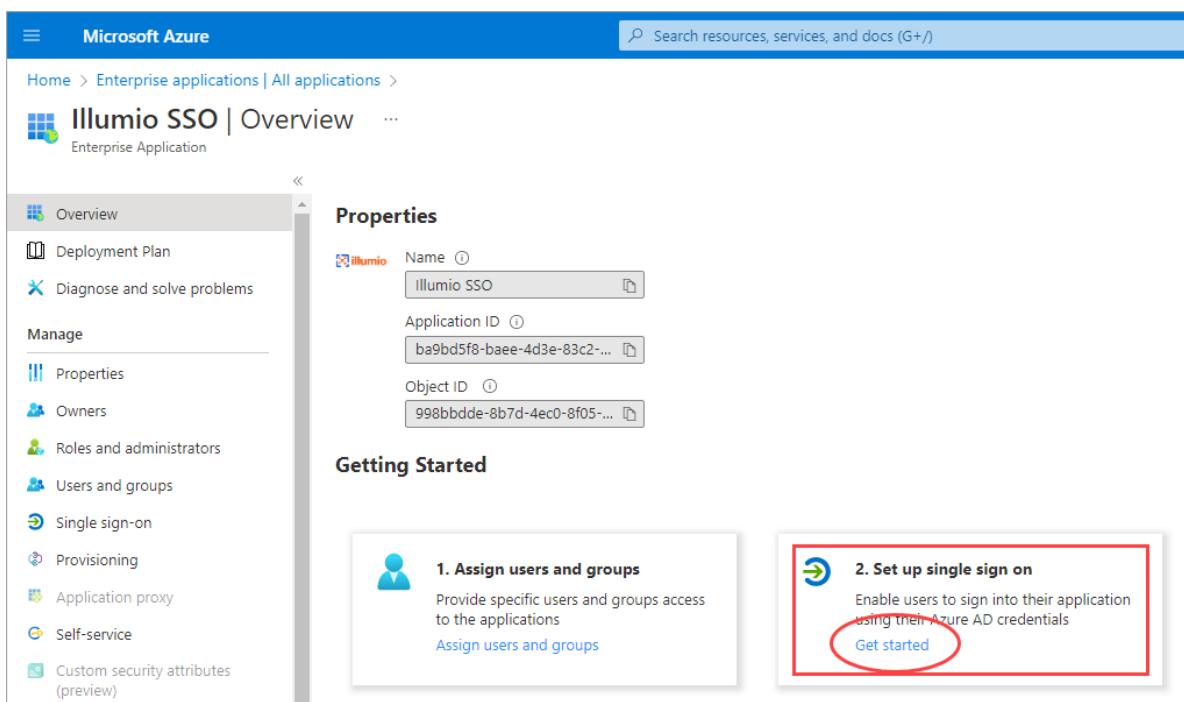 Microsoft Azure
Search resources, services, and docs (G+/)
Home > Enterprise applications | All applications >
Illumio SSO | Overview ...
Enterprise Application
«
Overview
Deployment Plan
Diagnose and solve problems
Manage
Properties
Owners
Roles and administrators
Users and groups
Single sign-on
Provisioning
Application proxy
Self-service
Custom security attributes
(preview)
Properties
illumio
Name
Illumio SSO
Application ID
ba9bd5f8-baee-4d3e-83c2-...
Object ID
998bbdde-8b7d-4ec0-8f05-...
Getting Started
1. Assign users and groups
Provide specific users and groups access
to the applications
Assign users and groups
2. Set up single sign on
Enable users to sign into their application
using their Azure AD credentials
Get started